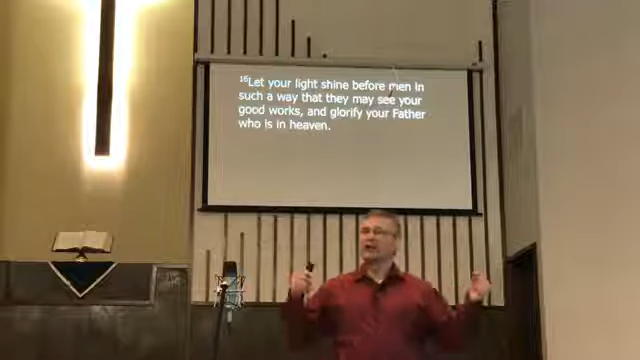 16Let your light shine before men in
such a way that they may see your
good works, and glorify your Father
who is in heaven.